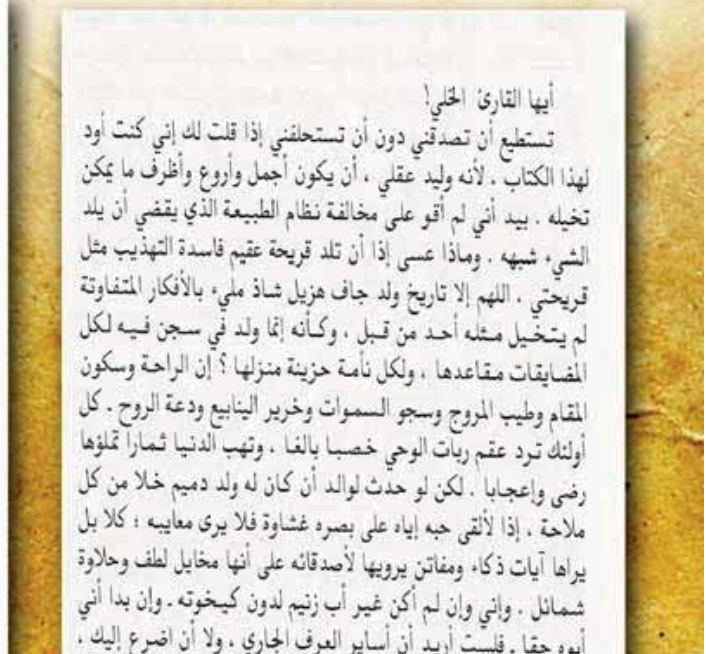 أيها القارئ الخلي!
تستطيع أن تصدقني دون أن تستحلفني إذا قلت لك إني كنت أود
لهذا الكتاب ، لأنه وليد عقلي ، أن يكون أجمل وأروع وأظرف ما يمكن
تخيله . بيد أني لم أقو على مخالفة نظام الطبيعة الذي يقضي أن يلد
الشيء شبهه . وماذا عسى إذا أن تلد قريحة عقيم فاسدة التهذيب مثل
قريحتي ، اللهم إلا تاريخ ولد جاف هزيل شاذ مليء بالأفكار المتفاوتة
لم يتخيل مثله أحد من قبل ، وكأنه إنما ولد في سجن فيه لكل
المضايقات مقاعدها ، ولكل نأمة حزينة منزلها ؟ إن الراحة وسكون
المقام وطيب المروج وسجو السموات وخرير الينابيع ودعة الروح . كل
أولئك ترد عقم ربات الوحي خصبا بالغا ، وتهب الدنيا ثمارا تملؤها
رضى وإعجابا . لكن لو حدث لوالد أن كان له ولد دميم خلا من كل
ملاحة ، إذا لألقى حبه إياه على بصره غشاوة فلا يرى معايبه ؛ كلا بل
يراها آيات ذكاء ومفاتن يرويها لأصدقائه على أنها مخايل لطف وحلاوة
شمائل . وإني وإن لم أكن غير أب زنيم لدون كيخوته . وإن بدا أني
أبوه حقا . فلست أريد أن أساير العرف الجاري ، ولا أن اضرع إليك ،